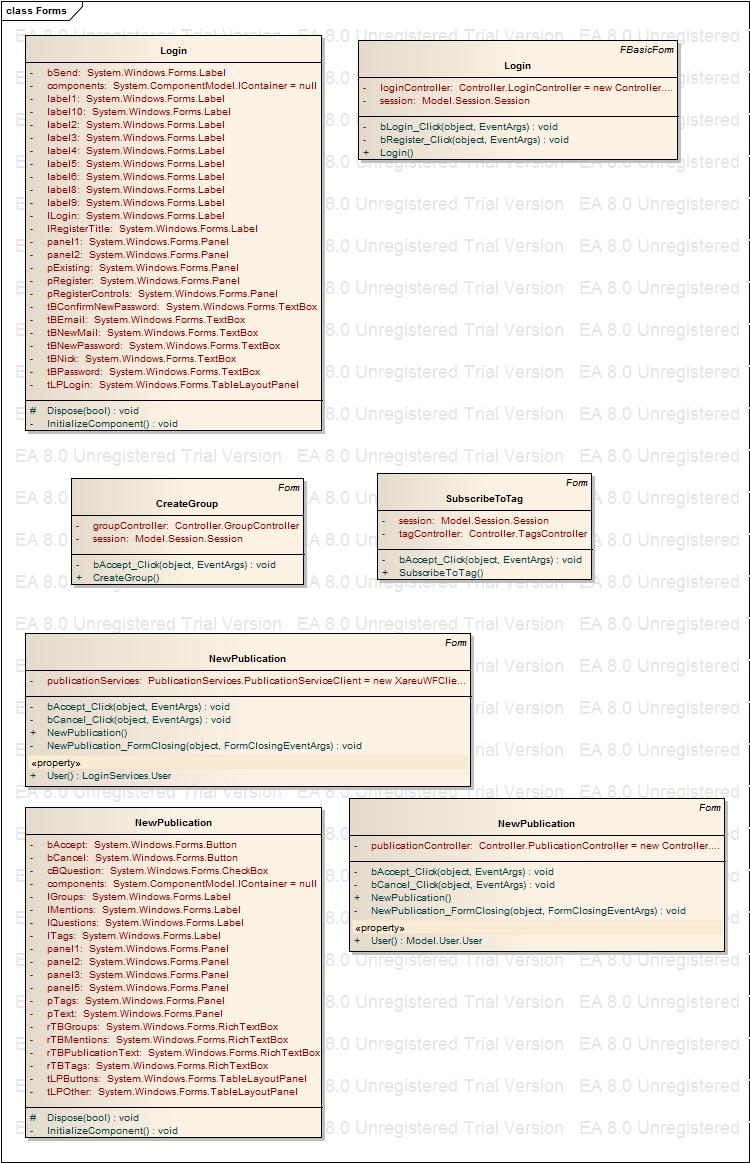 class Forms
Login
- bSend: System.Windows.Forms.Label
- components: System.ComponentModel.IContainer = null
- label1: System.Windows.Forms.Label
- label10: System.Windows.Forms.Label
- label2: System.Windows.Forms.Label
- label3: System.Windows.Forms.Label
- label4: System.Windows.Forms.Label
- label5: System.Windows.Forms.Label
- label6: System.Windows.Forms.Label
- label8: System.Windows.Forms.Label
- label9: System.Windows.Forms.Label
- lLogin: System.Windows.Forms.Label
- lRegisterTitle: System.Windows.Forms.Label
- panel1: System.Windows.Forms.Panel
- panel2: System.Windows.Forms.Panel
- pExisting: System.Windows.Forms.Panel
- pRegister: System.Windows.Forms.Panel
- pRegisterControls: System.Windows.Forms.Panel
- tBConfirmNewPassword: System.Windows.Forms.TextBox
- tBEmail: System.Windows.Forms.TextBox
- tBNewMail: System.Windows.Forms.TextBox
- tBNewPassword: System.Windows.Forms.TextBox
- tBNick: System.Windows.Forms.TextBox
- tBPassword: System.Windows.Forms.TextBox
- tLPLogin: System.Windows.Forms.TableLayoutPanel
# Dispose(bool) : void
- InitializeComponent() : void
FBasicForm
Login
- loginController: Controller.LoginController = new Controller....
- session: Model.Session.Session
- bLogin_Click(object, EventArgs) : void
- bRegister_Click(object, EventArgs) : void
+ Login()
Form
CreateGroup
- groupController: Controller.GroupController
- session: Model.Session.Session
- bAccept_Click(object, EventArgs) : void
+ CreateGroup()
Form
SubscribeToTag
- session: Model.Session.Session
- tagController: Controller.TagsController
- bAccept_Click(object, EventArgs) : void
+ SubscribeToTag()
Form
NewPublication
- publicationServices: PublicationServices.PublicationServiceClient = new XareuWFClie...
- bAccept_Click(object, EventArgs) : void
- bCancel_Click(object, EventArgs) : void
+ NewPublication()
- NewPublication_FormClosing(object, FormClosingEventArgs) : void
«property»
+ User() : LoginServices.User
NewPublication
- bAccept: System.Windows.Forms.Button
- bCancel: System.Windows.Forms.Button
- cBQuestion: System.Windows.Forms.CheckBox
- components: System.ComponentModel.IContainer = null
- lGroups: System.Windows.Forms.Label
- lMentions: System.Windows.Forms.Label
- lQuestions: System.Windows.Forms.Label
- lTags: System.Windows.Forms.Label
- panel1: System.Windows.Forms.Panel
- panel2: System.Windows.Forms.Panel
- panel3: System.Windows.Forms.Panel
- panel5: System.Windows.Forms.Panel
- pTags: System.Windows.Forms.Panel
- pText: System.Windows.Forms.Panel
- rTBGroups: System.Windows.Forms.RichTextBox
- rTBMentions: System.Windows.Forms.RichTextBox
- rTBPublicationText: System.Windows.Forms.RichTextBox
- rTBTags: System.Windows.Forms.RichTextBox
- tLPButtons: System.Windows.Forms.TableLayoutPanel
- tLPOther: System.Windows.Forms.TableLayoutPanel
# Dispose(bool) : void
- InitializeComponent() : void
Form
NewPublication
- publicationController: Controller.PublicationController = new Controller....
- bAccept_Click(object, EventArgs) : void
- bCancel_Click(object, EventArgs) : void
+ NewPublication()
- NewPublication_FormClosing(object, FormClosingEventArgs) : void
«property»
+ User() : Model.User.User
EA 8.0 Unregistered Trial Version EA 8.0 Unregistered Trial Version EA 8.0 Unregistered